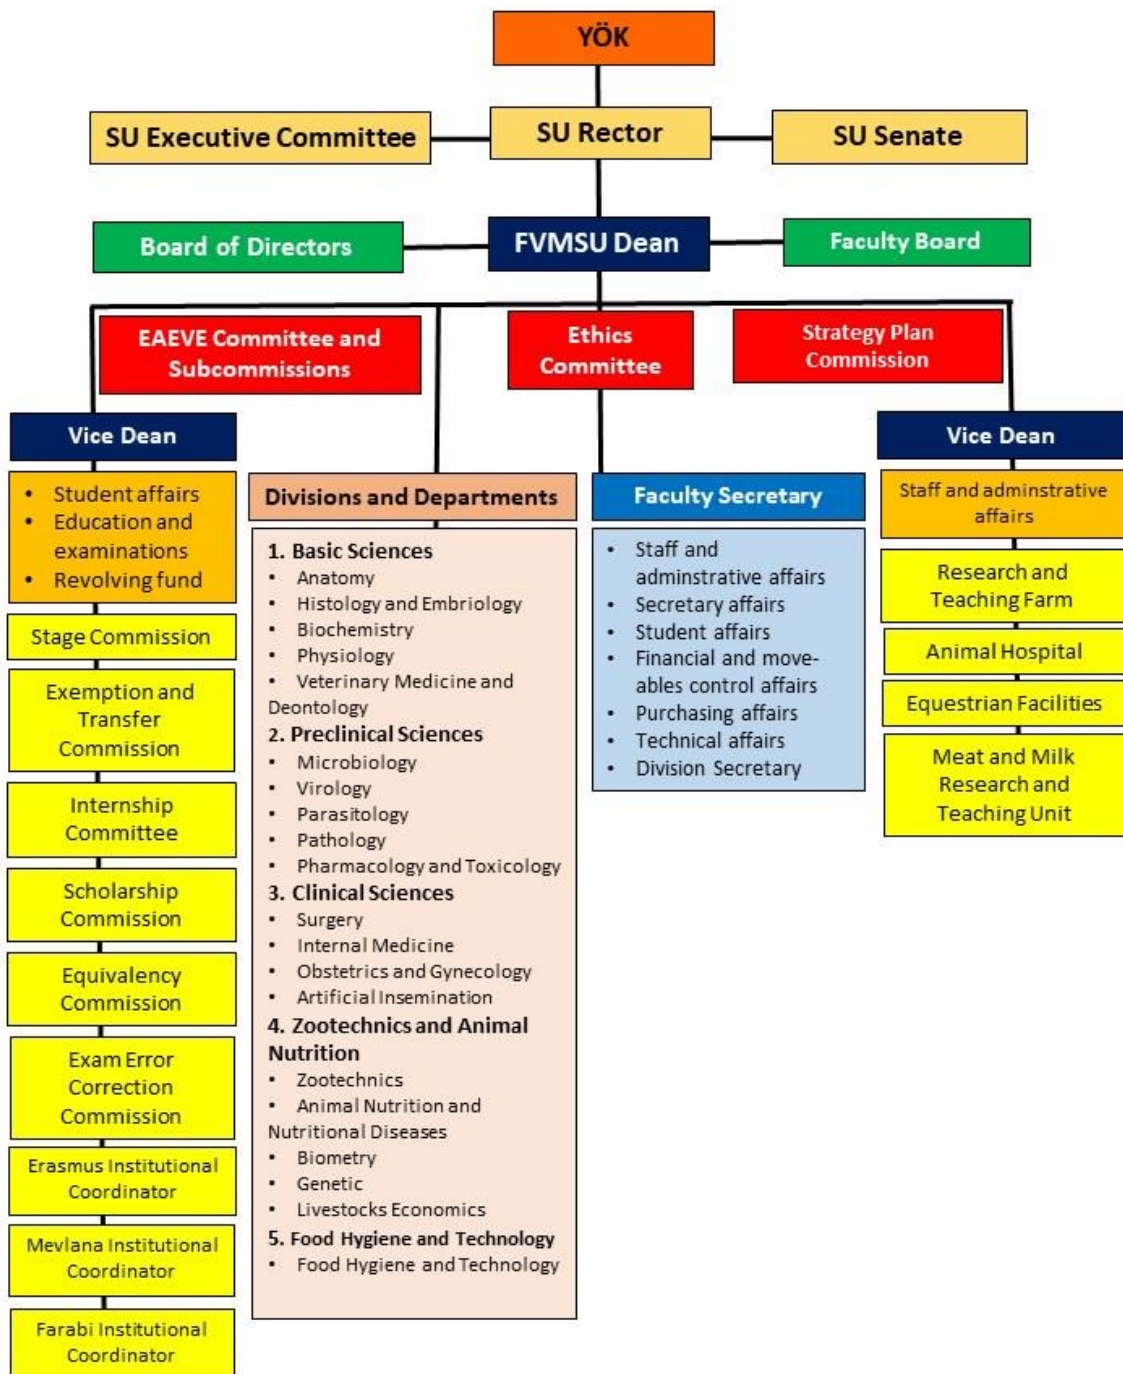 YÖK
SU Executive Committee
SU Rector
SU Senate
Board of Directors
FVMSU Dean
Faculty Board
EAEVE Committee and
Subcommissions
Ethics
Committee
Strategy Plan
Commission
Vice Dean
• Student affairs
• Education and
examinations
• Revolving fund
Stage Commission
Exemption and
Transfer
Commission
Internship
Committee
Scholarship
Commission
Equivalency
Commission
Exam Error
Correction
Commission
Erasmus Institutional
Coordinator
Mevlana Institutional
Coordinator
Farabi Institutional
Coordinator
Divisions and Departments
1. Basic Sciences
• Anatomy
• Histology and Embriology
• Biochemistry
• Physiology
• Veterinary Medicine and
Deontology
2. Preclinical Sciences
• Microbiology
• Virology
• Parasitology
• Pathology
• Pharmacology and Toxicology
3. Clinical Sciences
• Surgery
• Internal Medicine
• Obstetrics and Gynecology
• Artificial Insemination
4. Zootechnics and Animal
Nutrition
• Zootechnics
• Animal Nutrition and
Nutritional Diseases
• Biometry
• Genetic
• Livestocks Economics
5. Food Hygiene and Technology
• Food Hygiene and Technology
Faculty Secretary
• Staff and
adminstrative affairs
• Secretary affairs
• Student affairs
• Financial and move-
ables control affairs
• Purchasing affairs
• Technical affairs
• Division Secretary
Vice Dean
Staff and adminstrative
affairs
Research and
Teaching Farm
Animal Hospital
Equestrian Facilities
Meat and Milk
Research and
Teaching Unit